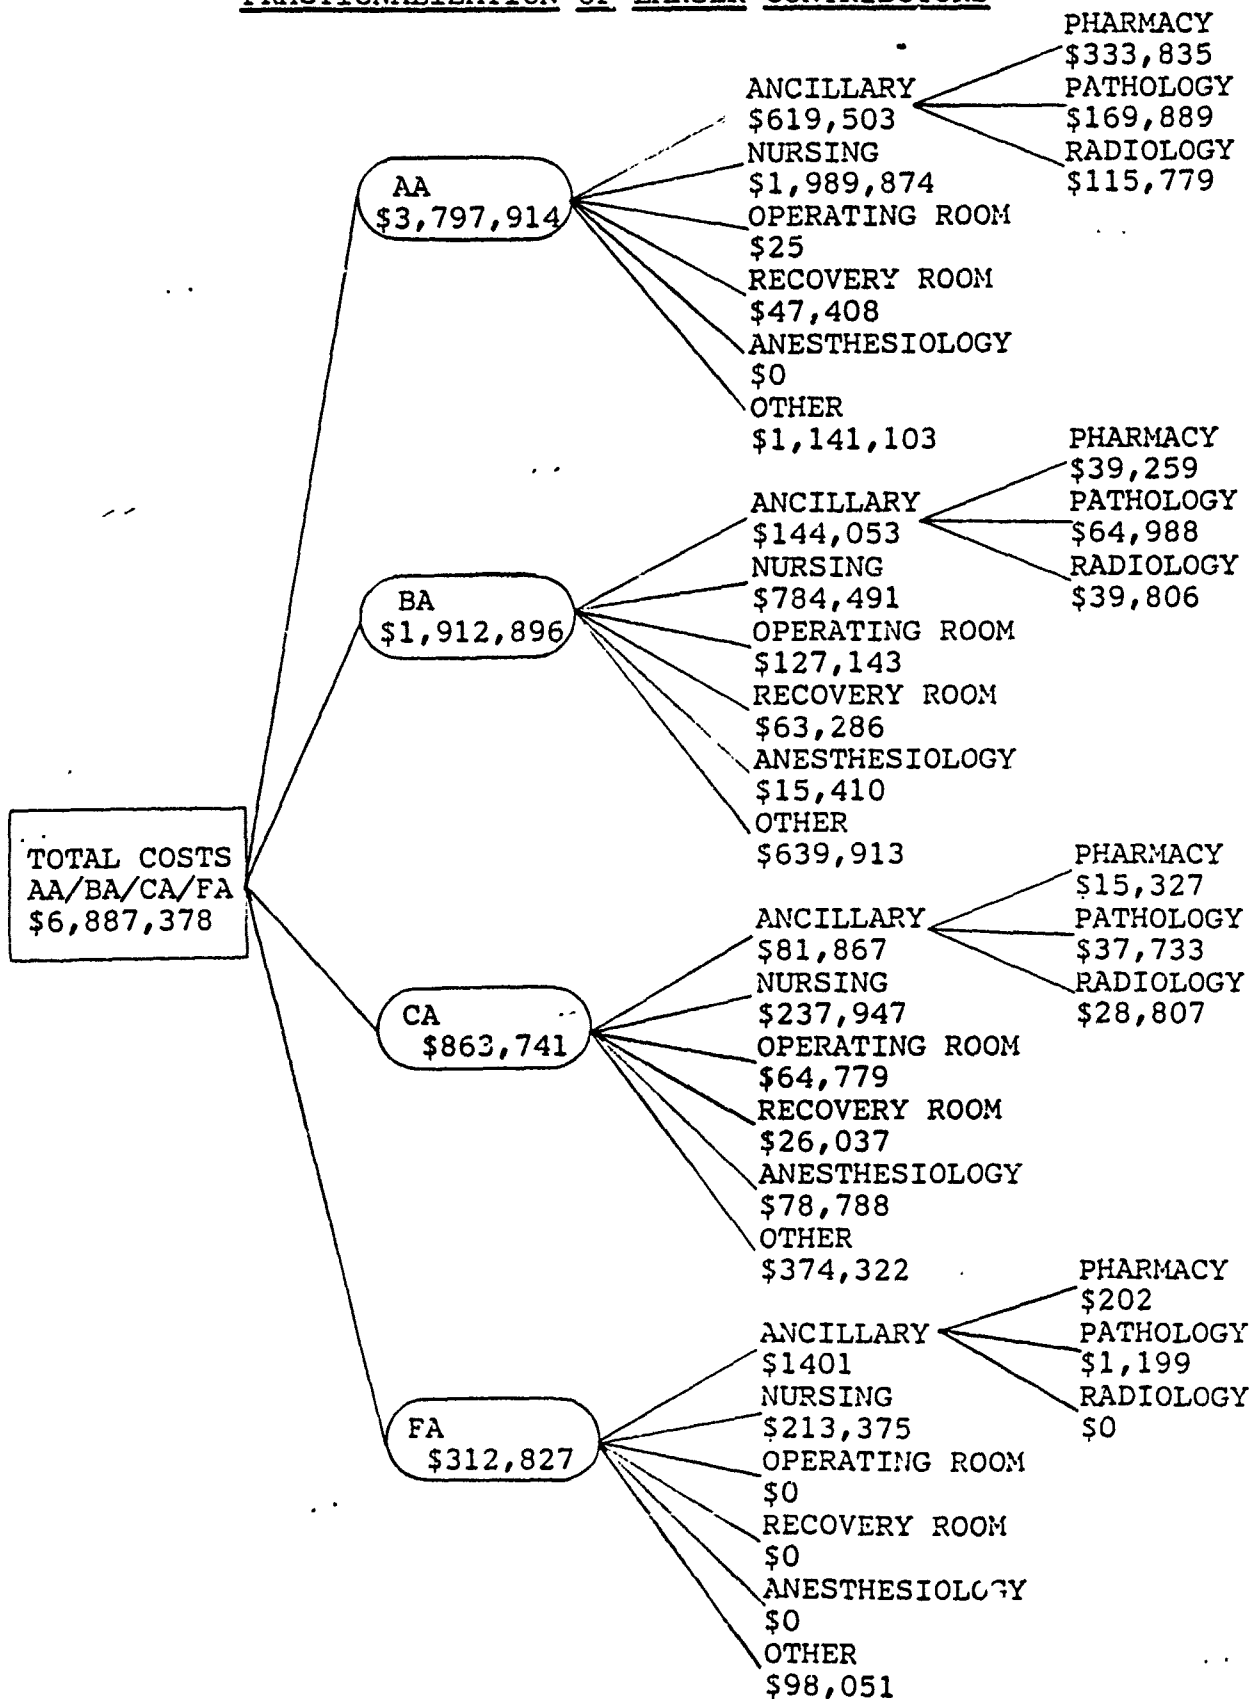 PHARMACY
$333,835
PATHOLOGY
$169,889
RADIOLOGY
$115,779
ANCILLARY
$619,503
NURSING
$1,989,874
OPERATING ROOM
$25
RECOVERY ROOM
$47,408
ANESTHESIOLOGY
$0
OTHER
$1,141,103
AA
$3,797,914
PHARMACY
$39,259
PATHOLOGY
$64,988
RADIOLOGY
$39,806
ANCILLARY
$144,053
NURSING
$784,491
OPERATING ROOM
$127,143
RECOVERY ROOM
$63,286
ANESTHESIOLOGY
$15,410
OTHER
$639,913
BA
$1,912,896
TOTAL COSTS
AA/BA/CA/FA
$6,887,378
PHARMACY
$15,327
PATHOLOGY
$37,733
RADIOLOGY
$28,807
ANCILLARY
$81,867
NURSING
$237,947
OPERATING ROOM
$64,779
RECOVERY ROOM
$26,037
ANESTHESIOLOGY
$78,788
OTHER
$374,322
CA
$863,741
PHARMACY
$202
PATHOLOGY
$1,199
RADIOLOGY
$0
ANCILLARY
$1401
NURSING
$213,375
OPERATING ROOM
$0
RECOVERY ROOM
$0
ANESTHESIOLOGY
$0
OTHER
$98,051
FA
$312,827